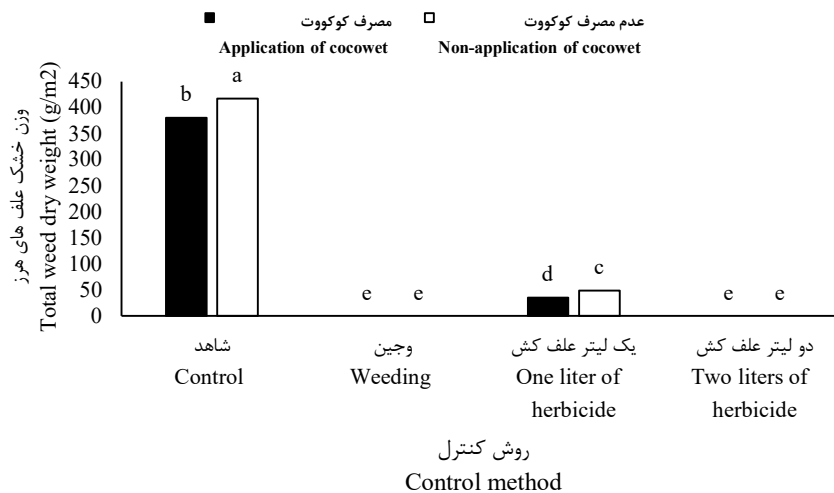 مصرف کوکووت
عدم مصرف کوکووت
Application of cocowet
Non-application of cocowet
وزن خشک علف های هرز
Total weed dry weight (g/m2)
450
400
350
300
250
200
150
100
50
0
b
a
e
e
d
c
e
e
شاهد
Control
وجین
Weeding
یک لیتر علف کش
One liter of
herbicide
دو لیتر علف کش
Two liters of
herbicide
روش کنترل
Control method